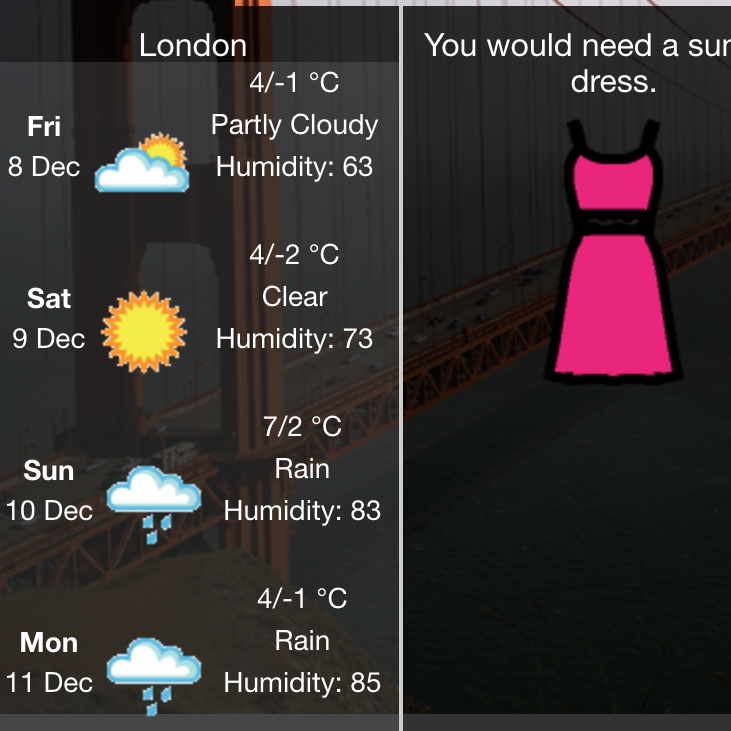 London
4/-1 °C
Fri
Partly Cloudy
8 Dec
Humidity: 63
4/-2 °C
Sat
Clear
9 Dec
Humidity: 73
7/2 °C
Sun
Rain
10 Dec
Humidity: 83
4/-1 °C
Mon
Rain
11 Dec
Humidity: 85
You would need a sun
dress.